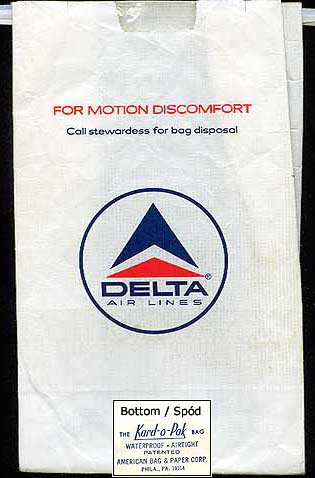 FOR MOTION DISCOMFORT
Call stewardess for bag disposal
®
DELTA
AIR LINES
Bottom / Spód
THE Kard-o-Pak BAG
WATERPROOF • AIRTIGHT
PATENTED
AMERICAN BAG & PAPER CORP.
PHILA., PA. 19114